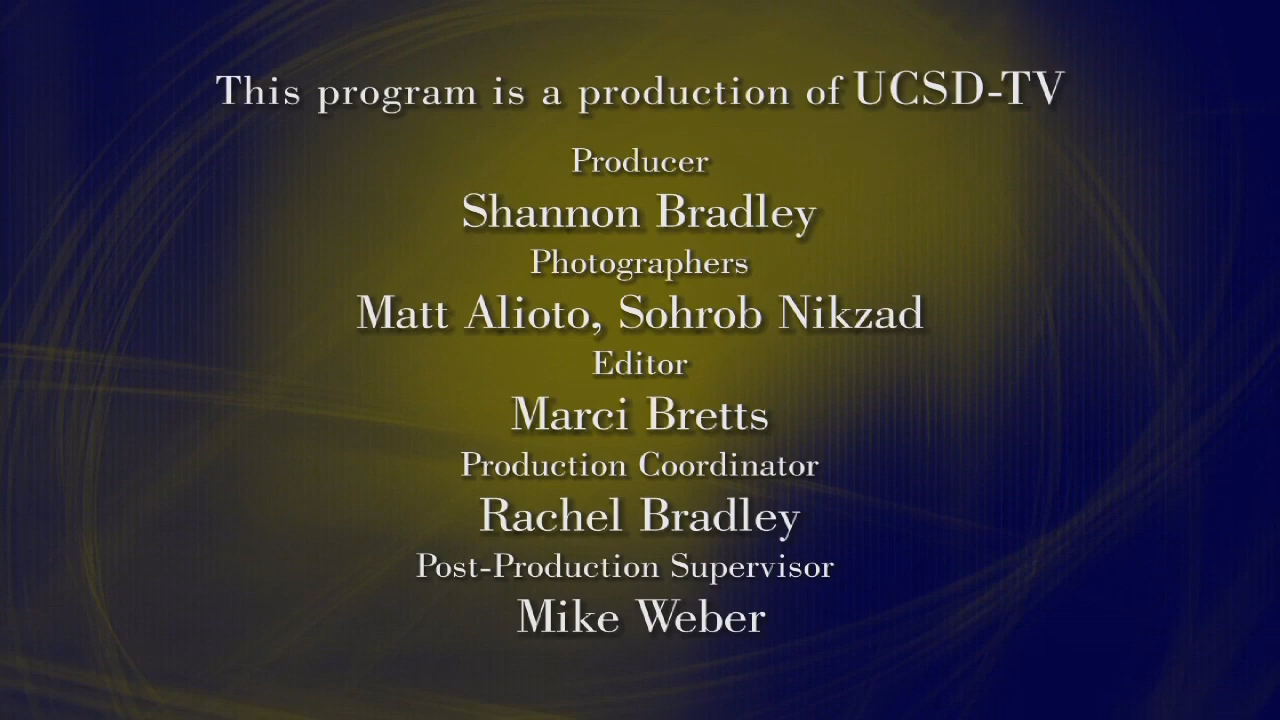 This program is a production of UCSD-TV
Producer
Shannon Bradley
Photographers
Matt Alioto, Sohrob Nikzad
Editor
Marci Bretts
Production Coordinator
Rachel Bradley
Post-Production Supervisor
Mike Weber